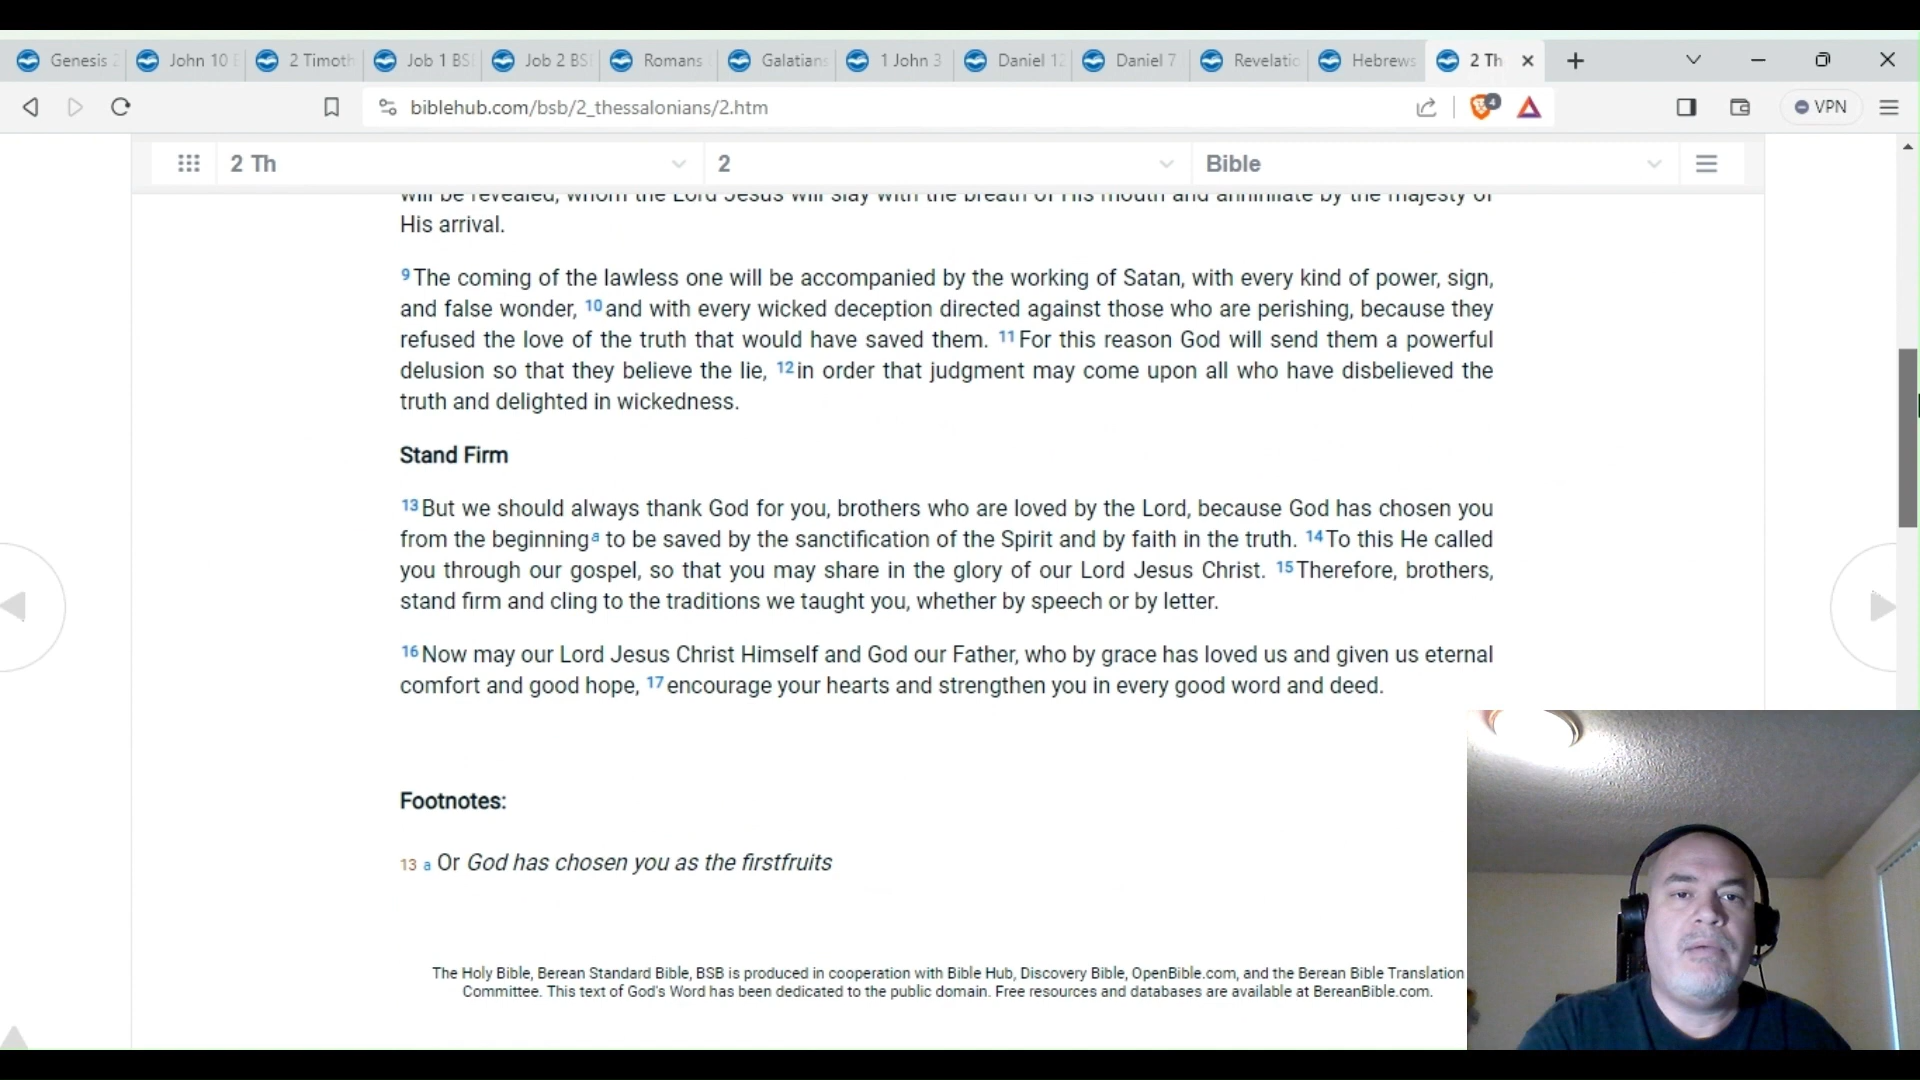 Genesis 2 John 10 2 Timoth Job 1 BS Job 2 BS Romans Galatians 1 John 3 Daniel 12 Daniel 7 Revelatic Hebrews 2 Th
biblehub.com/bsb/2_thessalonians/2.htm 4 VPN
2 Th 2 Bible
will be revealed, whom the Lord Jesus will slay with the breath of His mouth and annihilate by the majesty of
His arrival.
9 The coming of the lawless one will be accompanied by the working of Satan, with every kind of power, sign,
and false wonder, 10 and with every wicked deception directed against those who are perishing, because they
refused the love of the truth that would have saved them. 11 For this reason God will send them a powerful
delusion so that they believe the lie, 12 in order that judgment may come upon all who have disbelieved the
truth and delighted in wickedness.
Stand Firm
13 But we should always thank God for you, brothers who are loved by the Lord, because God has chosen you
from the beginning a to be saved by the sanctification of the Spirit and by faith in the truth. 14 To this He called
you through our gospel, so that you may share in the glory of our Lord Jesus Christ. 15 Therefore, brothers,
stand firm and cling to the traditions we taught you, whether by speech or by letter.
16 Now may our Lord Jesus Christ Himself and God our Father, who by grace has loved us and given us eternal
comfort and good hope, 17 encourage your hearts and strengthen you in every good word and deed.
Footnotes:
13 a Or God has chosen you as the firstfruits
The Holy Bible, Berean Standard Bible, BSB is produced in cooperation with Bible Hub, Discovery Bible, OpenBible.com, and the Berean Bible Translation
Committee. This text of God's Word has been dedicated to the public domain. Free resources and databases are available at BereanBible.com.